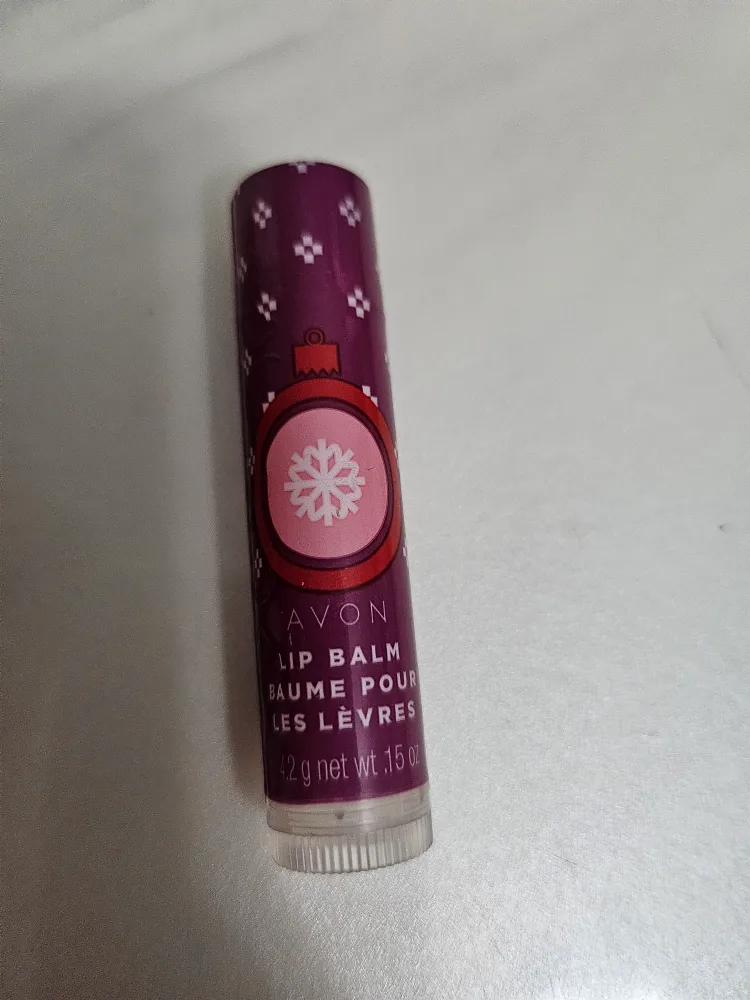 AVON
LIP BALM
BAUME POUR
LES LÈVRES
4.2 g net wt .15 oz